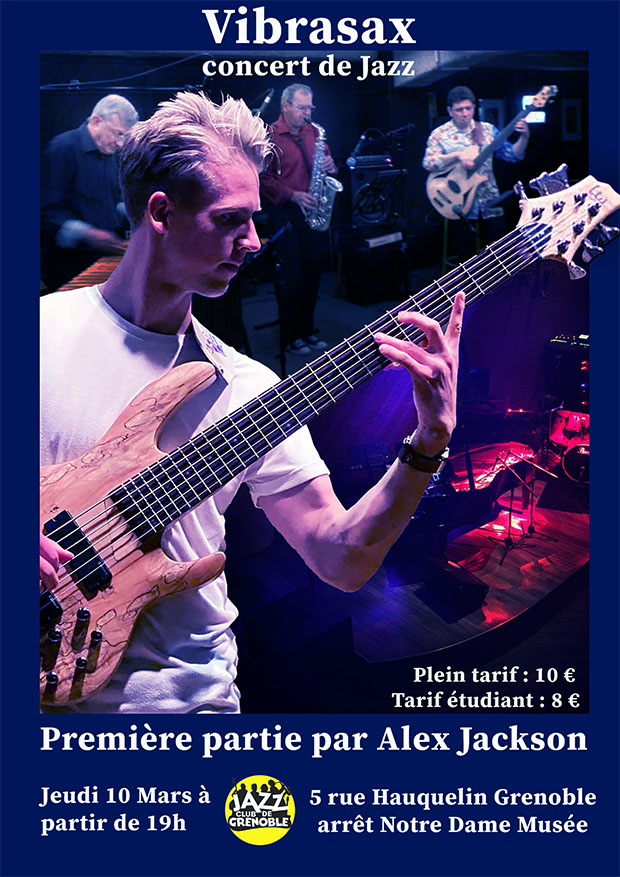 Vibrasax
concert de Jazz
Plein tarif : 10 €
Tarif étudiant : 8 €
Première partie par Alex Jackson
Jeudi 10 Mars à
partir de 19h
JAZZ
CLUB DE
GRENOBLE
5 rue Hauquelin Grenoble
arrêt Notre Dame Musée